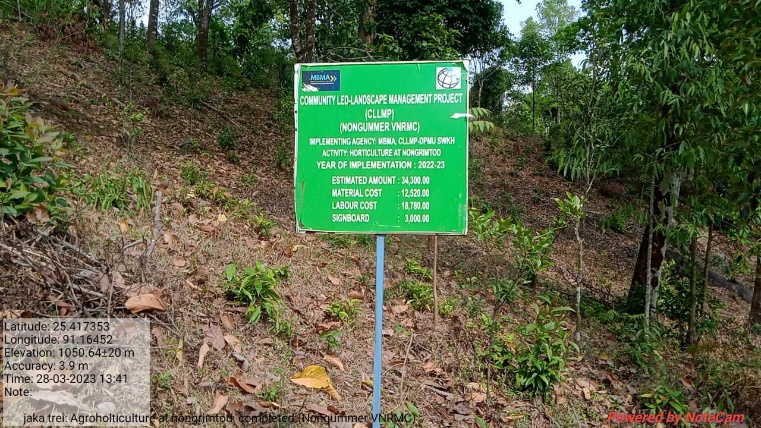 MBMA
COMMUNITY LED-LANDSCAPE MANAGEMENT PROJECT
(CLLMP)
(NONGUMMER VNRMC)
IMPLEMENTING AGENCY: MBMA, CLLMP-DPMU SWKH
ACTIVITY: HORTICULTURE AT NONGRIMTOD
YEAR OF IMPLEMENTATION : 2022-23
ESTIMATED AMOUNT : 34,300.00
MATERIAL COST : 12,520.00
LABOUR COST : 18,780.00
SIGNBOARD : 3,000.00
Latitude: 25.417353
Longitude: 91.16452
Elevation: 1050.64±20 m
Accuracy: 3.9 m
Time: 28-03-2023 13:41
Note:
jaka trei: Agroholticulture at nongrimtod, completed (Nongummer VNRMC)
Powered by NoteCam